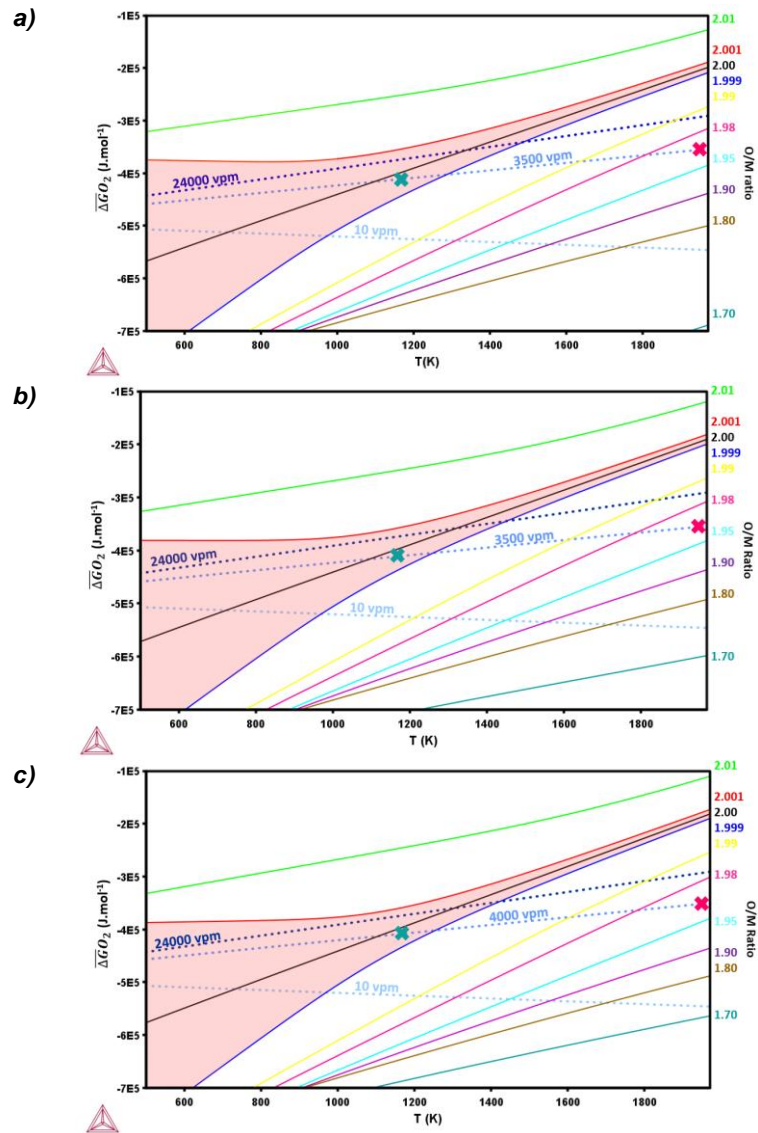 a)
-1E5
-2E5
-3E5
-4E5
-5E5
-6E5
-7E5
ΔGO₂ (J.mol⁻¹)
24000 vpm
3500 vpm
10 vpm
2.01
2.001
2.00
1.999
1.99
1.98
1.95
1.90
1.80
1.70
O/M ratio
600 800 1000 1200 1400 1600 1800
T(K)
b)
-1E5
-2E5
-3E5
-4E5
-5E5
-6E5
-7E5
ΔGO₂ (J.mol⁻¹)
24000 vpm
3500 vpm
10 vpm
2.01
2.001
2.00
1.999
1.99
1.98
1.95
1.90
1.80
1.70
O/M Ratio
600 800 1000 1200 1400 1600 1800
T (K)
c)
-1E5
-2E5
-3E5
-4E5
-5E5
-6E5
-7E5
ΔGO₂ (J.mol⁻¹)
24000 vpm
4000 vpm
10 vpm
2.01
2.001
2.00
1.999
1.99
1.98
1.95
1.90
1.80
1.70
O/M Ratio
600 800 1000 1200 1400 1600 1800
T (K)